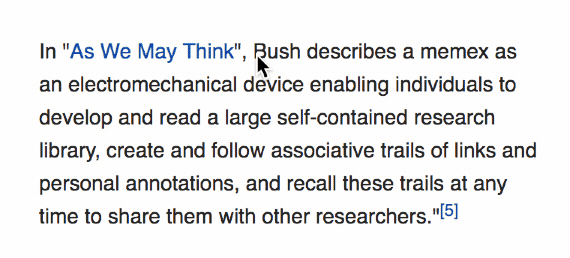 In "As We May Think", Bush describes a memex as
an electromechanical device enabling individuals to
develop and read a large self-contained research
library, create and follow associative trails of links and
personal annotations, and recall these trails at any
time to share them with other researchers."[5]